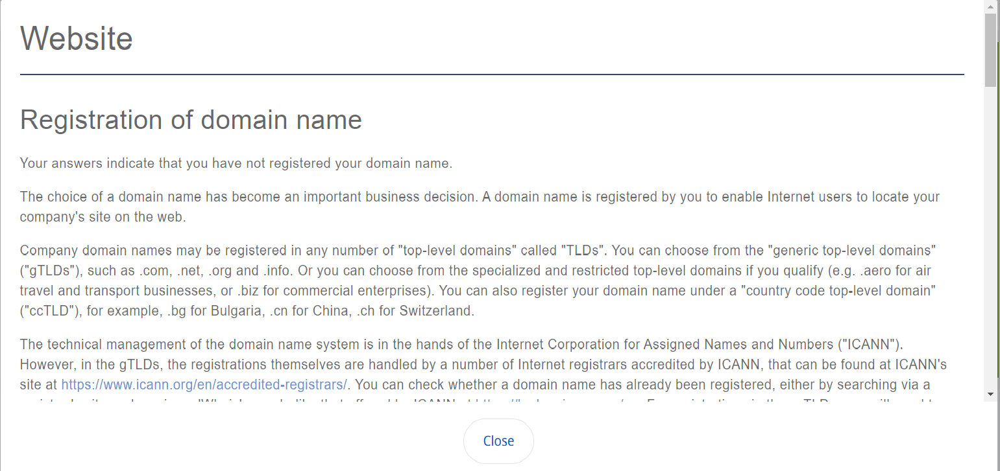 Website
Registration of domain name
Your answers indicate that you have not registered your domain name.
The choice of a domain name has become an important business decision. A domain name is registered by you to enable Internet users to locate your
company's site on the web.
Company domain names may be registered in any number of "top-level domains" called "TLDs". You can choose from the "generic top-level domains"
("gTLDs"), such as .com, .net, .org and .info. Or you can choose from the specialized and restricted top-level domains if you qualify (e.g. .aero for air
travel and transport businesses, or .biz for commercial enterprises). You can also register your domain name under a "country code top-level domain"
("ccTLD"), for example, .bg for Bulgaria, .cn for China, .ch for Switzerland.
The technical management of the domain name system is in the hands of the Internet Corporation for Assigned Names and Numbers ("ICANN").
However, in the gTLDs, the registrations themselves are handled by a number of Internet registrars accredited by ICANN, that can be found at ICANN's
site at https://www.icann.org/en/accredited-registrars/. You can check whether a domain name has already been registered, either by searching via a
Close